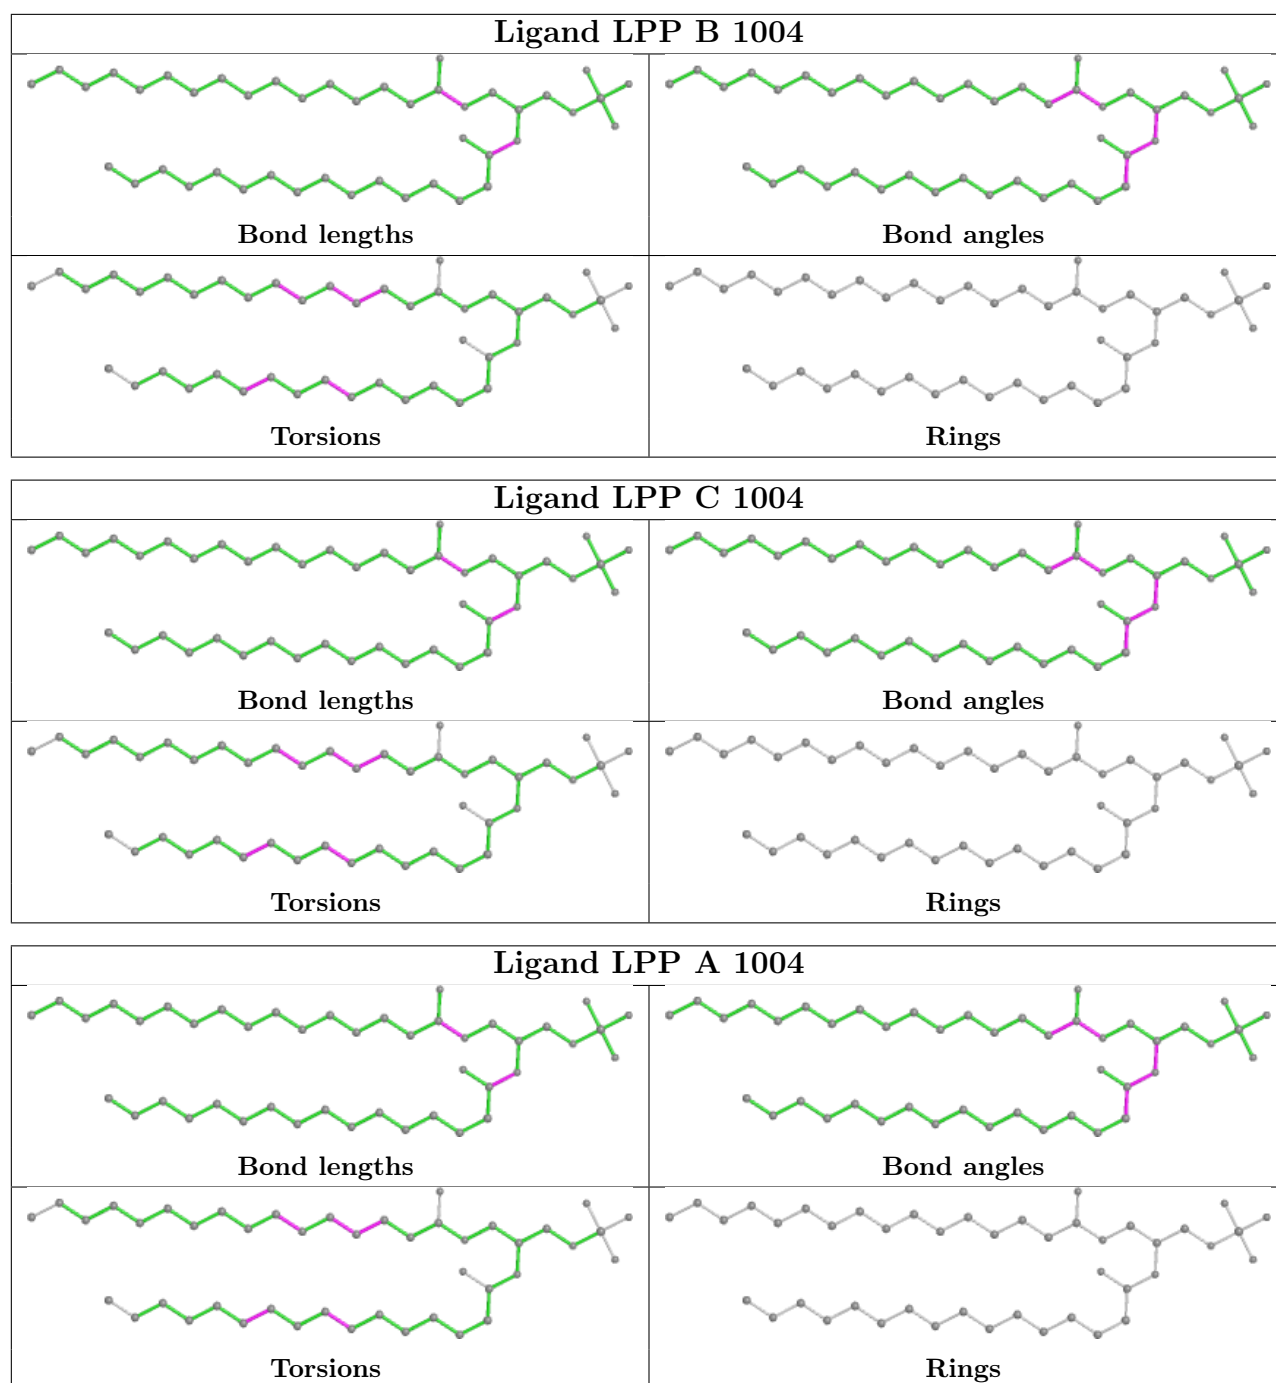 Ligand LPP B 1004
Bond lengths
Bond angles
Torsions
Rings
Ligand LPP C 1004
Bond lengths
Bond angles
Torsions
Rings
Ligand LPP A 1004
Bond lengths
Bond angles
Torsions
Rings